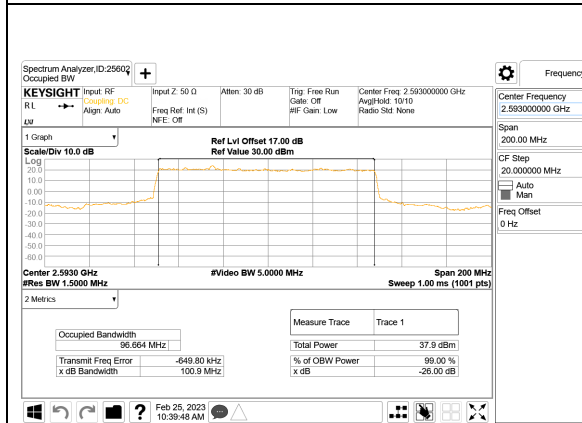 Spectrum Analyzer,ID:25602
Occupied BW
+
Frequency
KEYSIGHT
R L
Input: RF
Coupling: DC
Align: Auto
Input Z: 50 Ω
Freq Ref: Int (S)
NFE: Off
Atten: 30 dB
Trig: Free Run
Gate: Off
#IF Gain: Low
Center Freq: 2.593000000 GHz
Avg|Hold: 10/10
Radio Std: None
Center Frequency
2.593000000 GHz
Span
200.00 MHz
CF Step
20.000000 MHz
Auto
Man
Freq Offset
0 Hz
1 Graph
Scale/Div 10.0 dB
Ref Lvl Offset 17.00 dB
Ref Value 30.00 dBm
Log
20.0
10.0
0.00
-10.0
-20.0
-30.0
-40.0
-50.0
-60.0
Center 2.5930 GHz
#Video BW 5.0000 MHz
Span 200 MHz
#Res BW 1.5000 MHz
Sweep 1.00 ms (1001 pts)
2 Metrics
Measure Trace
Trace 1
Occupied Bandwidth
96.664 MHz
Total Power
37.9 dBm
Transmit Freq Error
-649.80 kHz
% of OBW Power
99.00 %
x dB Bandwidth
100.9 MHz
x dB
-26.00 dB
?
Feb 25, 2023
10:39:48 AM